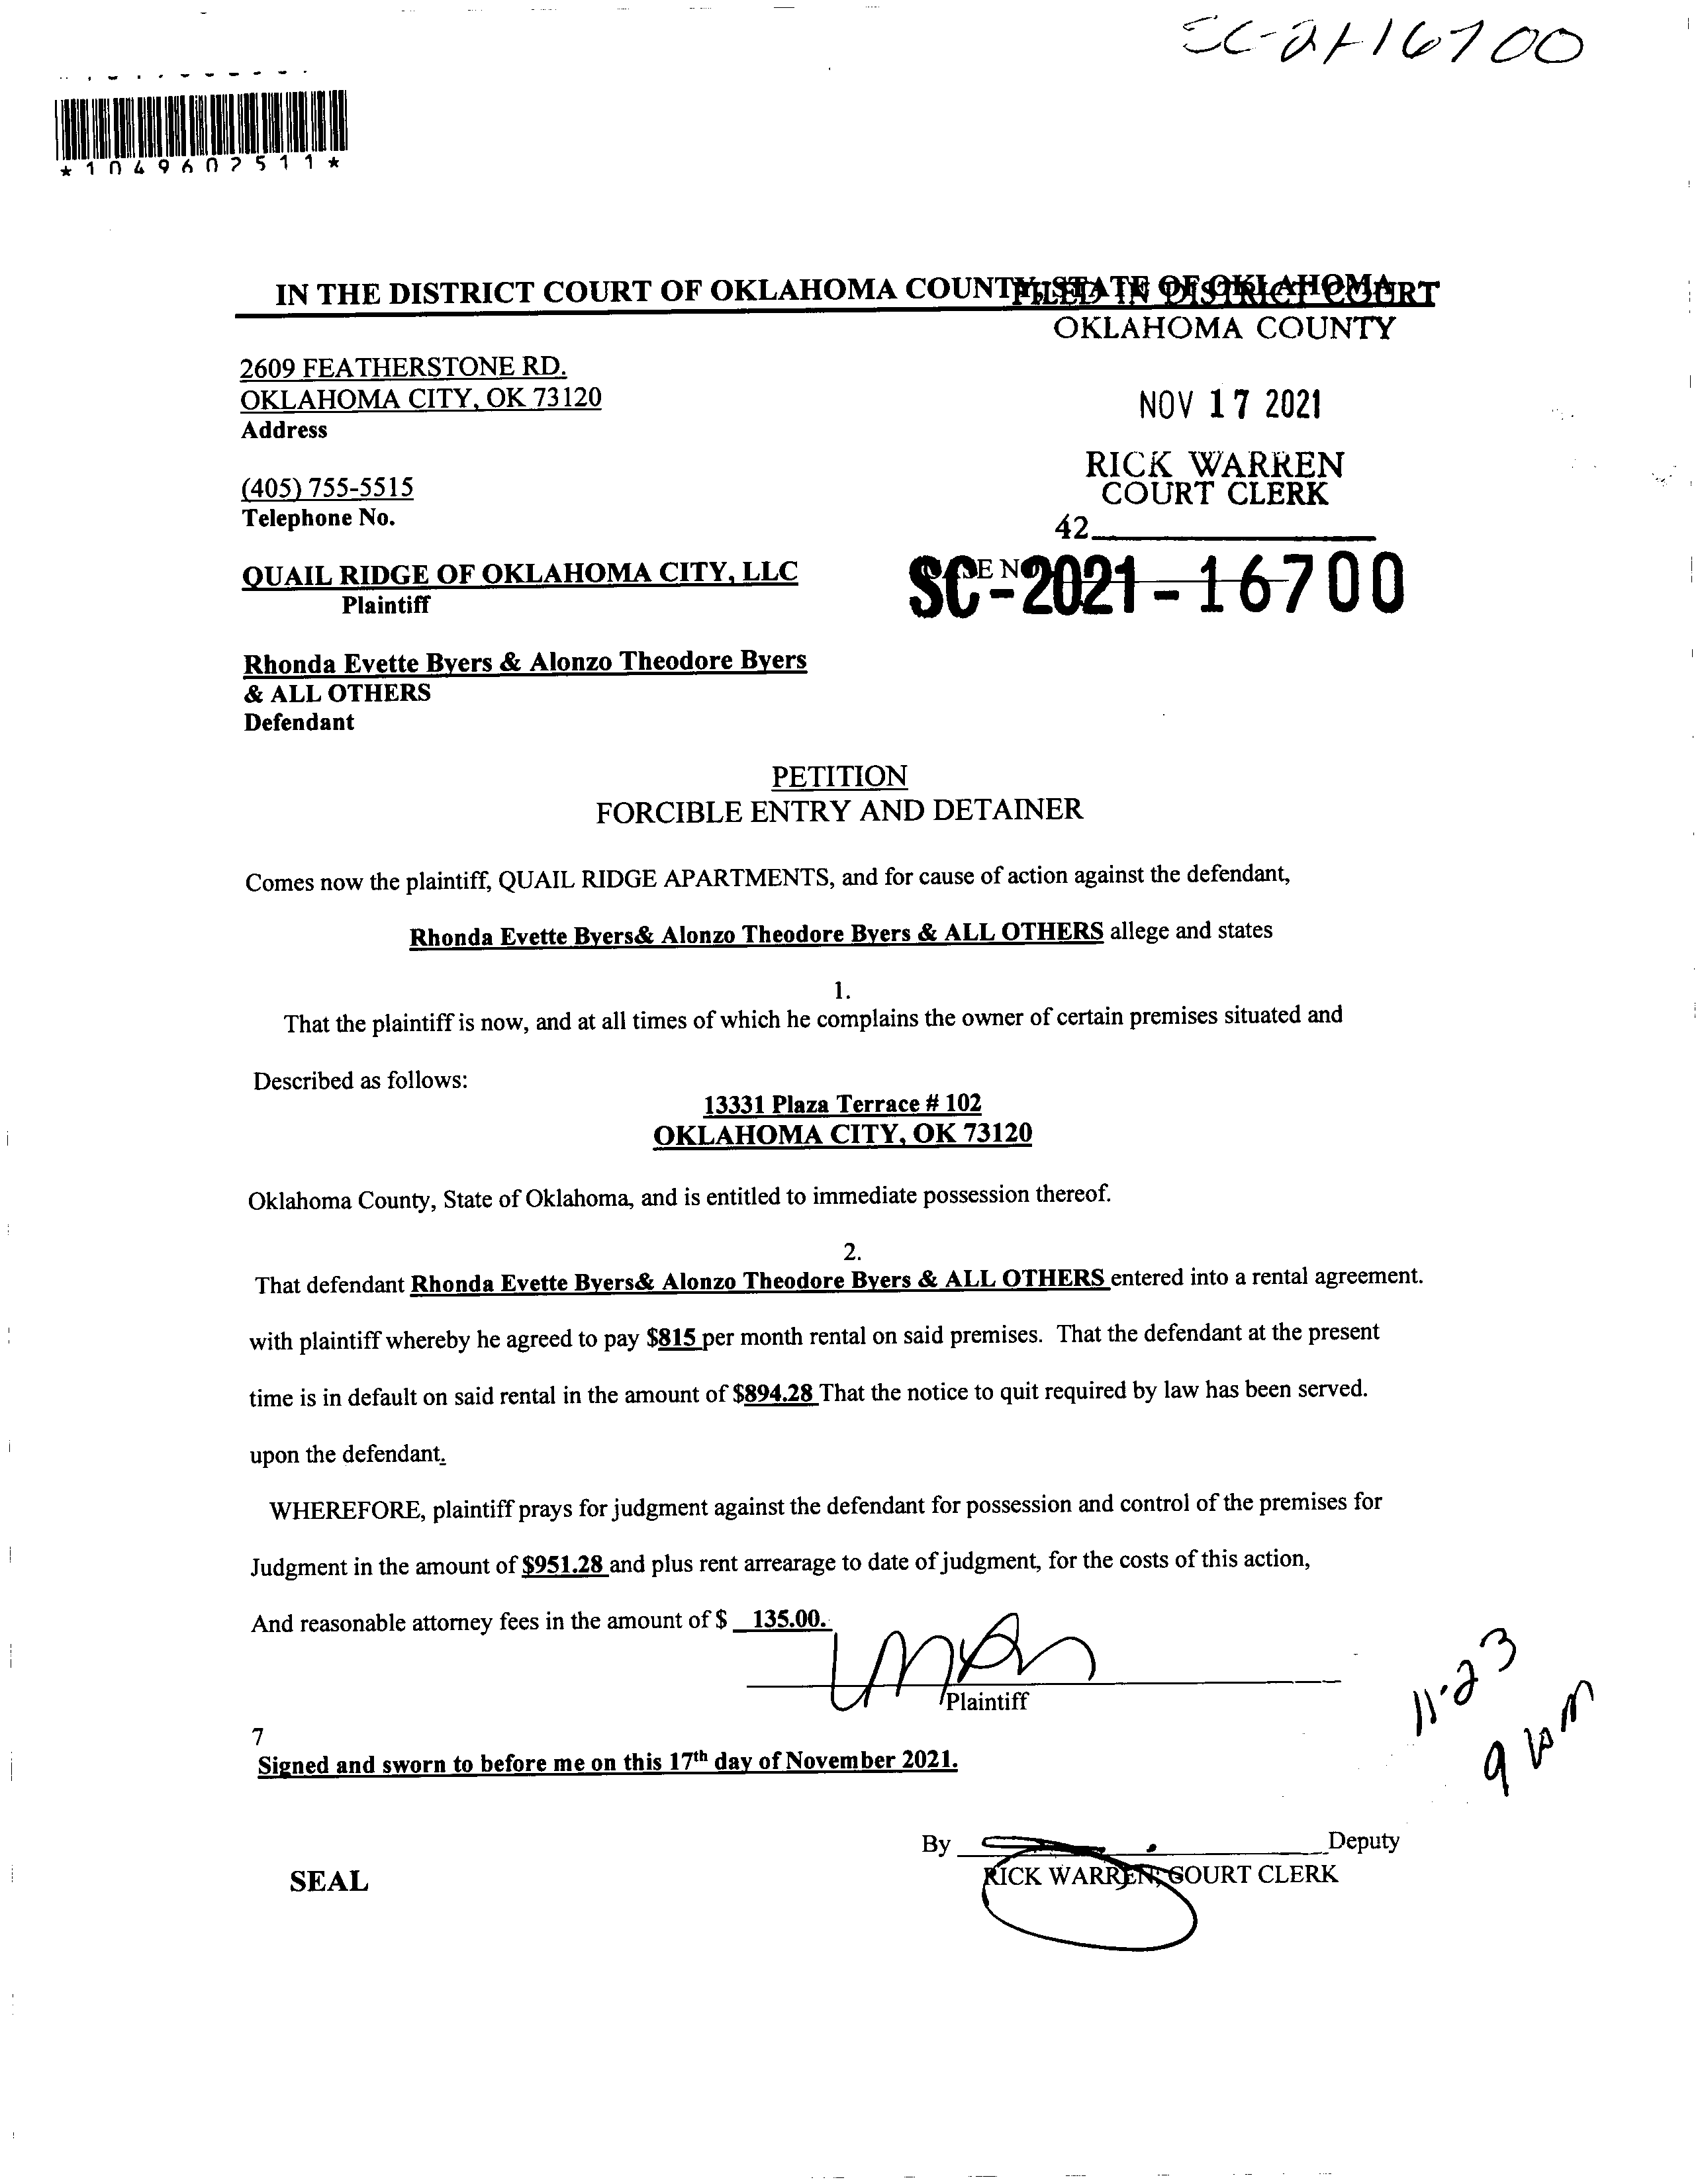 SC-21-16700
*1049602511*
IN THE DISTRICT COURT OF OKLAHOMA COUNTY, STATE OF OKLAHOMA
FILED IN DISTRICT COURT
OKLAHOMA COUNTY
2609 FEATHERSTONE RD.
OKLAHOMA CITY, OK 73120
Address
NOV 17 2021
RICK WARREN
COURT CLERK
(405) 755-5515
Telephone No.
42
QUAIL RIDGE OF OKLAHOMA CITY, LLC
Plaintiff
SC-2021-16700
Rhonda Evette Byers & Alonzo Theodore Byers
& ALL OTHERS
Defendant
PETITION
FORCIBLE ENTRY AND DETAINER
Comes now the plaintiff, QUAIL RIDGE APARTMENTS, and for cause of action against the defendant,
Rhonda Evette Byers& Alonzo Theodore Byers & ALL OTHERS allege and states
1.
That the plaintiff is now, and at all times of which he complains the owner of certain premises situated and
Described as follows:
13331 Plaza Terrace # 102
OKLAHOMA CITY, OK 73120
Oklahoma County, State of Oklahoma, and is entitled to immediate possession thereof.
2.
That defendant Rhonda Evette Byers& Alonzo Theodore Byers & ALL OTHERS entered into a rental agreement.
with plaintiff whereby he agreed to pay $815 per month rental on said premises. That the defendant at the present
time is in default on said rental in the amount of $894.28 That the notice to quit required by law has been served.
upon the defendant.
WHEREFORE, plaintiff prays for judgment against the defendant for possession and control of the premises for
Judgment in the amount of $951.28 and plus rent arrearage to date of judgment, for the costs of this action,
And reasonable attorney fees in the amount of $ 135.00.
Plaintiff
11-23
9 am
7
Signed and sworn to before me on this 17th day of November 2021.
By Deputy
RICK WARREN, COURT CLERK
SEAL